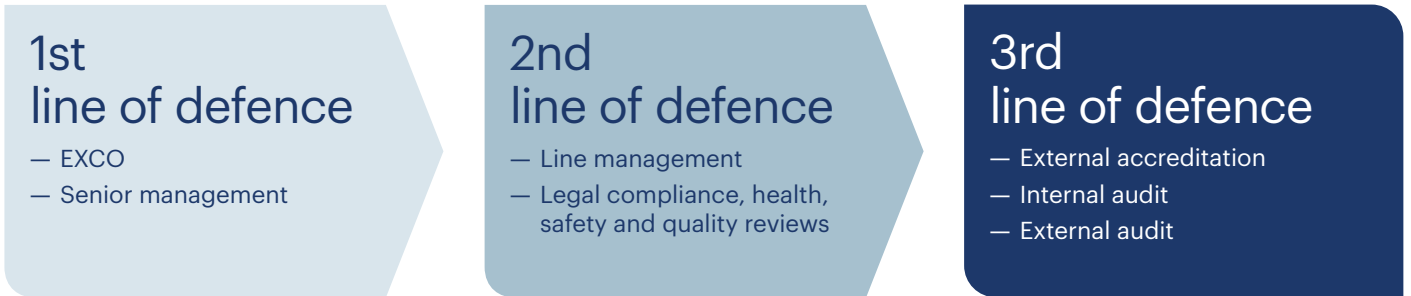 1st
line of defence
— EXCO
— Senior management
2nd
line of defence
— Line management
— Legal compliance, health,
safety and quality reviews
3rd
line of defence
— External accreditation
— Internal audit
— External audit